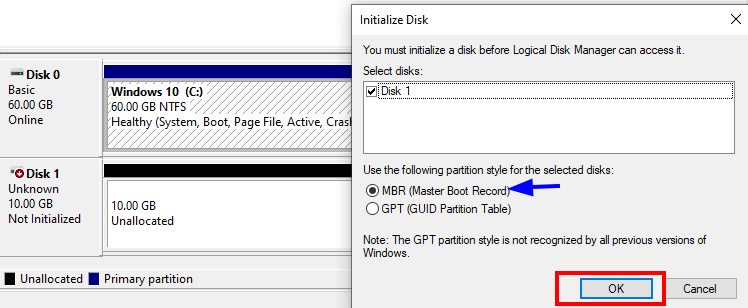 Disk 0
Basic
60.00 GB
Online
Windows 10 (C:)
60.00 GB NTFS
Healthy (System, Boot, Page File, Active, Cras
Disk 1
Unknown
10.00 GB
Not Initialized
10.00 GB
Unallocated
Unallocated Primary partition
Initialize Disk
You must initialize a disk before Logical Disk Manager can access it.
Select disks:
Disk 1
Use the following partition style for the selected disks:
MBR (Master Boot Record)
GPT (GUID Partition Table)
Note: The GPT partition style is not recognized by all previous versions of
Windows.
OK Cancel